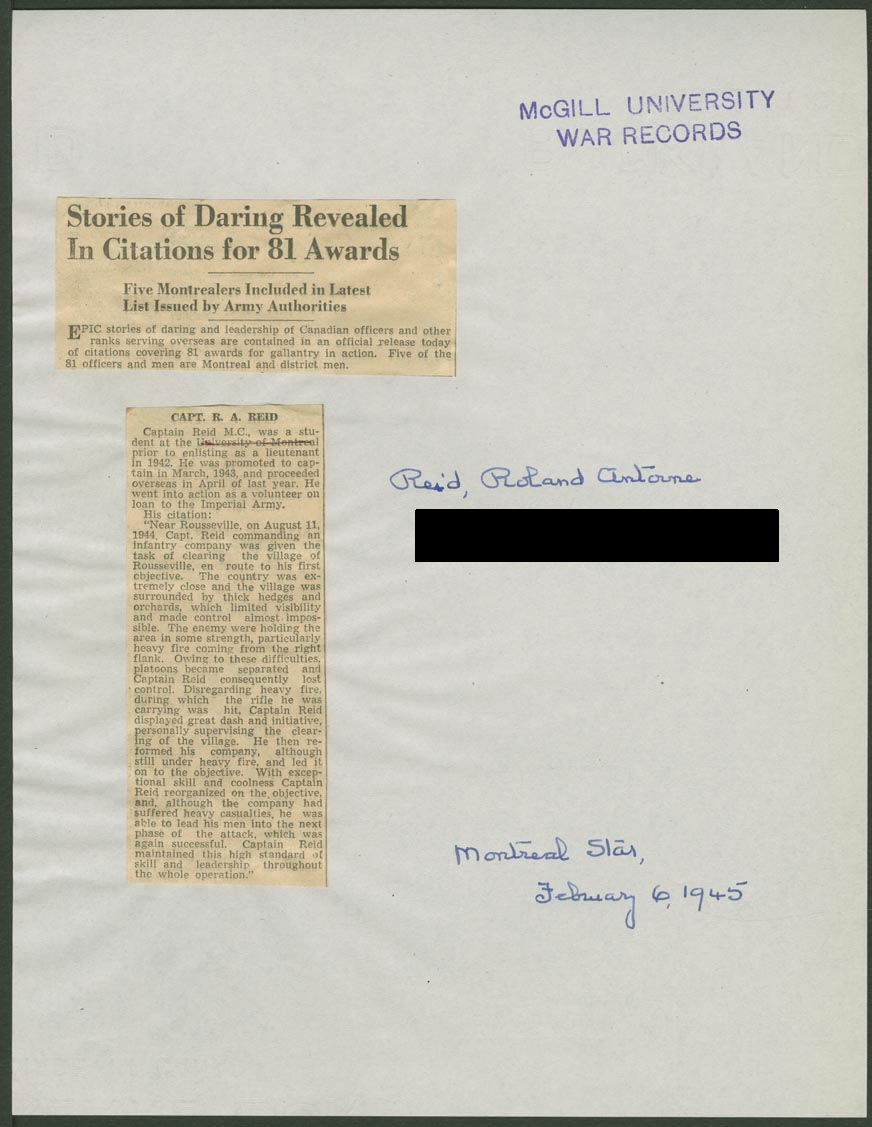 McGILL UNIVERSITY
WAR RECORDS
Stories of Daring Revealed
In Citations for 81 Awards
Five Montrealers Included in Latest
List Issued by Army Authorities
EPIC stories of daring and leadership of Canadian officers and other
ranks serving overseas are contained in an official release today
of citations covering 81 awards for gallantry in action. Five of the
81 officers and men are Montreal and district men.
CAPT. R. A. REID
Captain Reid M.C., was a stu-
dent at the University of Montreal
prior to enlisting as a lieutenant
in 1942. He was promoted to cap-
tain in March, 1943, and proceeded
overseas in April of last year. He
went into action as a volunteer on
loan to the Imperial Army.
His citation:
"Near Rousseville, on August 11,
1944, Capt. Reid commanding an
infantry company was given the
task of clearing the village of
Rousseville, en route to his first
objective. The country was ex-
tremely close and the village was
surrounded by thick hedges and
orchards, which limited visibility
and made control almost impos-
sible. The enemy were holding the
area in some strength, particularly
heavy fire coming from the right
flank. Owing to these difficulties,
platoons became separated and
Captain Reid consequently lost
control. Disregarding heavy fire,
during which the rifle he was
carrying was hit, Captain Reid
displayed great dash and initiative,
personally supervising the clear-
ing of the village. He then re-
formed his company, although
still under heavy fire, and led it
on to the objective. With excep-
tional skill and coolness Captain
Reid reorganized on the objective,
and, although the company had
suffered heavy casualties, he was
able to lead his men into the next
phase of the attack, which was
again successful. Captain Reid
maintained this high standard of
skill and leadership throughout
the whole operation."
Reid, Roland Antoine
Montreal Star,
February 6, 1945